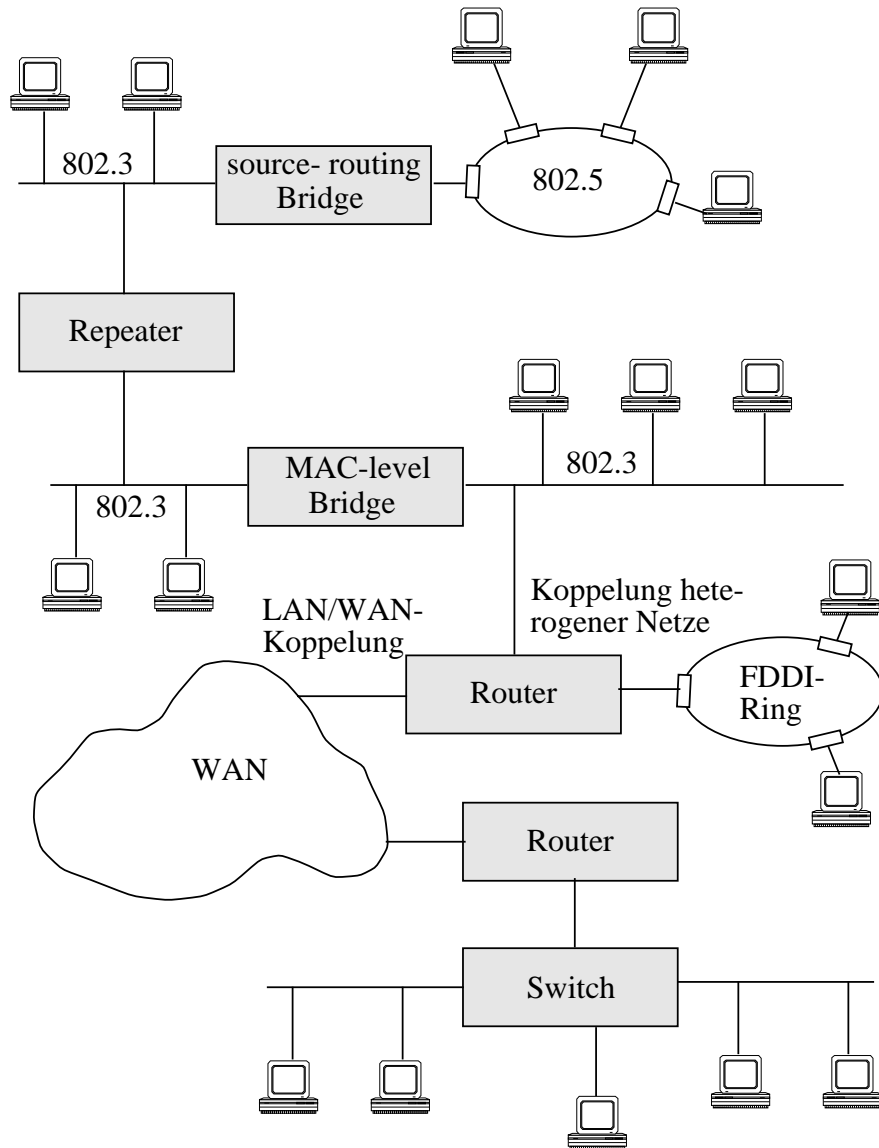 802.3
source- routing
Bridge
802.5
Repeater
MAC-level
Bridge
802.3
802.3
LAN/WAN-
Koppelung
Koppelung hete-
rogener Netze
Router
FDDI-
Ring
WAN
Router
Switch